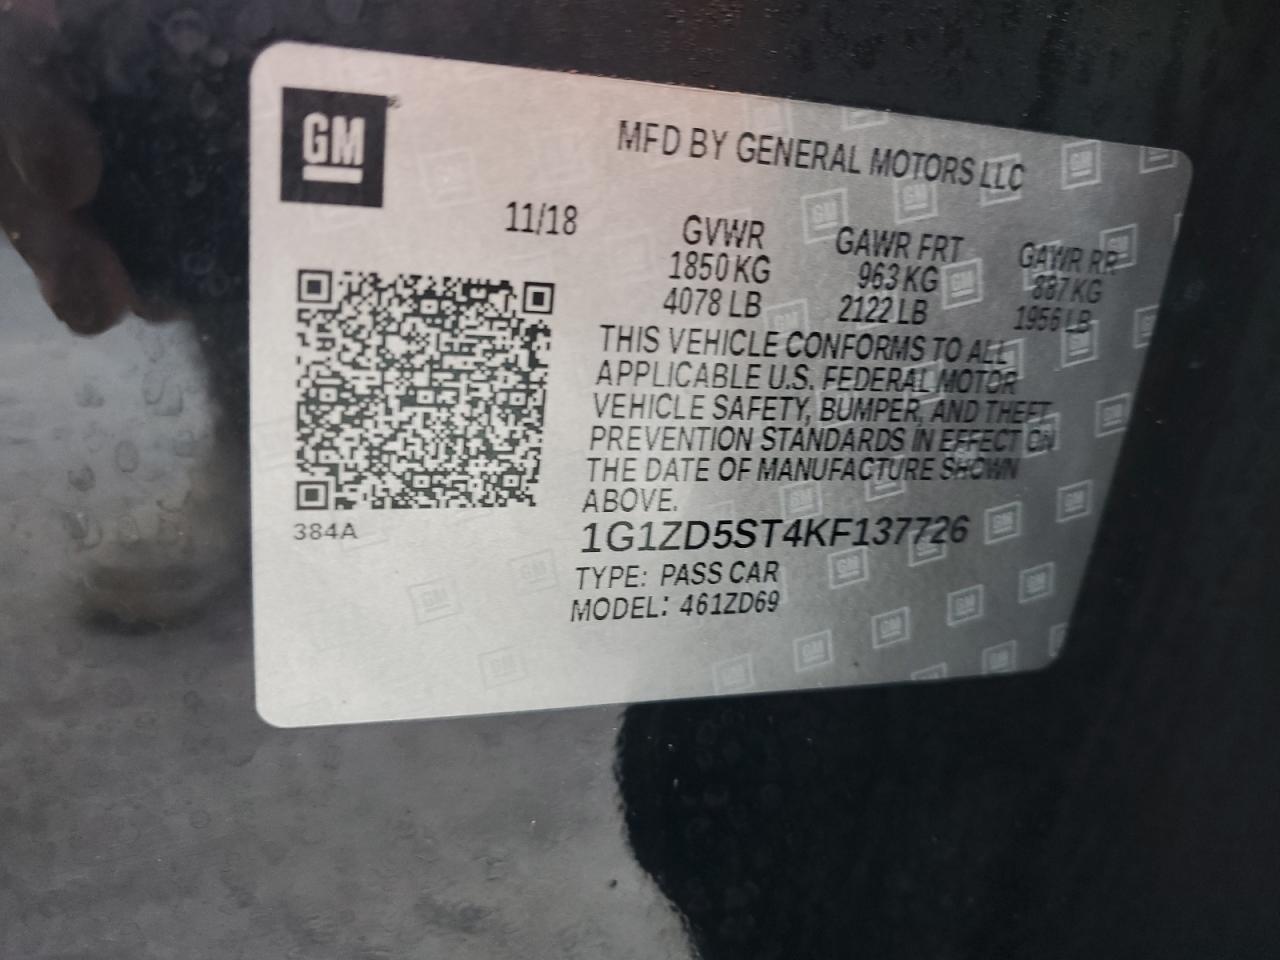 GM
MFD BY GENERAL MOTORS LLC
11/18
GVWR GAWR FRT GAWR RR
1850 KG 963 KG 887 KG
4078 LB 2122 LB 1956 LB
THIS VEHICLE CONFORMS TO ALL
APPLICABLE U.S. FEDERAL MOTOR
VEHICLE SAFETY, BUMPER, AND THEFT
PREVENTION STANDARDS IN EFFECT ON
THE DATE OF MANUFACTURE SHOWN
ABOVE.
384A
1G1ZD5ST4KF137726
TYPE: PASS CAR
MODEL: 461ZD69